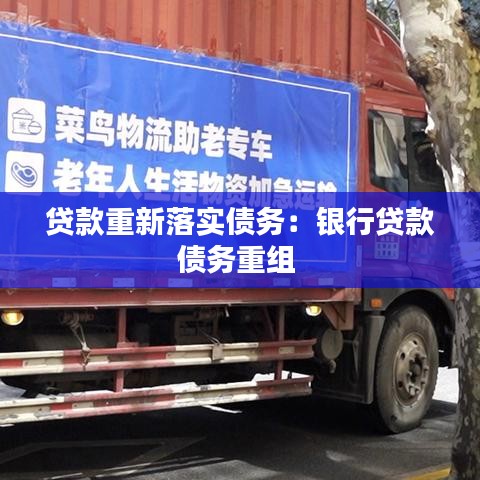 菜鸟物流助老专车
老年人生活物资加急运输
贷款重新落实债务：银行贷款
债务重组